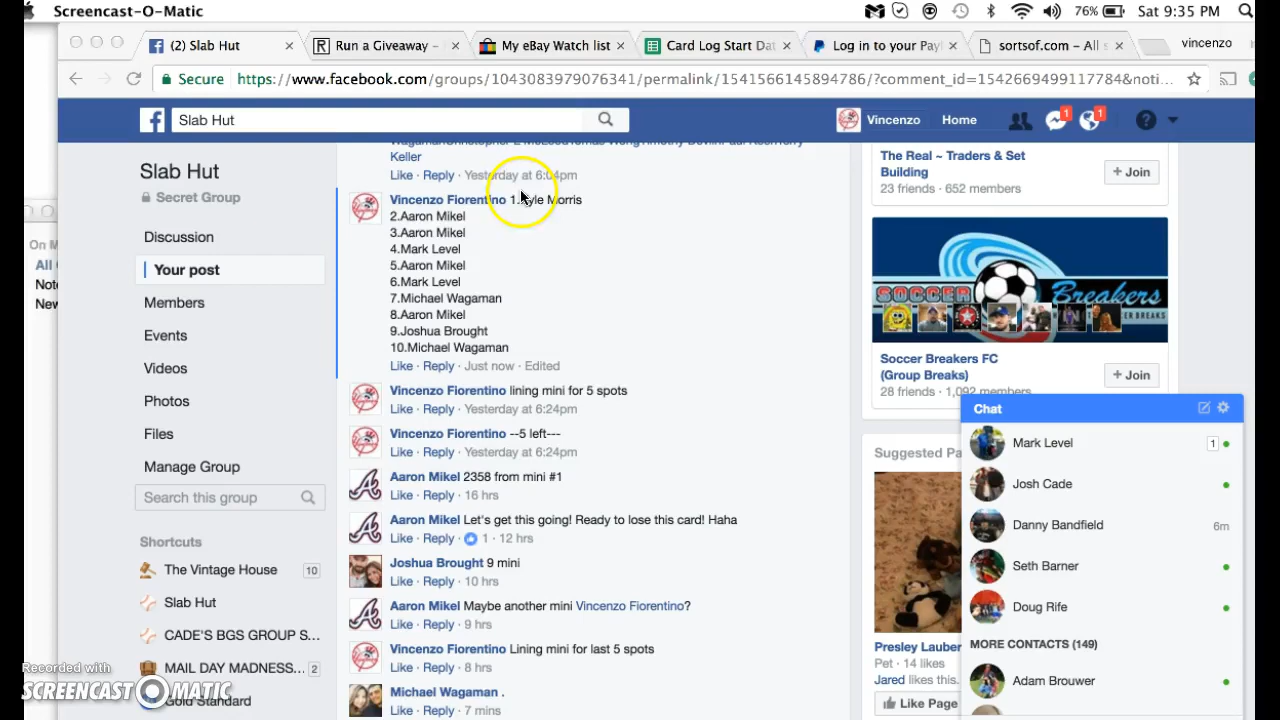 Screencast-O-Matic
76%
Sat 9:35 PM
(2) Slab Hut
Run a Giveaway -
My eBay Watch list
Card Log Start Dat
Log in to your Payl
sortsof.com – All s
vincenzo
Secure
https://www.facebook.com/groups/1043083979076341/permalink/1541566145894786/?comment_id=1542669499117784&noti...
Slab Hut
Vincenzo
Home
1
1
Slab Hut
Secret Group
Discussion
Your post
Members
Events
Videos
Photos
Files
Manage Group
Search this group
Shortcuts
The Vintage House 10
Slab Hut
CADE'S BGS GROUP S...
MAIL DAY MADNESS... 2
Gold Standard
Keller
Like · Reply · Yesterday at 6:04pm
Vincenzo Fiorentino 1. Morris
2.Aaron Mikel
3.Aaron Mikel
4.Mark Level
5.Aaron Mikel
6.Mark Level
7.Michael Wagaman
8.Aaron Mikel
9.Joshua Brought
10.Michael Wagaman
Like · Reply · Just now · Edited
Vincenzo Fiorentino lining mini for 5 spots
Like · Reply · Yesterday at 6:24pm
Vincenzo Fiorentino --5 left---
Like · Reply · Yesterday at 6:24pm
Aaron Mikel 2358 from mini #1
Like · Reply · 16 hrs
Aaron Mikel Let's get this going! Ready to lose this card! Haha
Like · Reply · 1 · 12 hrs
Joshua Brought 9 mini
Like · Reply · 10 hrs
Aaron Mikel Maybe another mini Vincenzo Fiorentino?
Like · Reply · 9 hrs
Vincenzo Fiorentino Lining mini for last 5 spots
Like · Reply · 8 hrs
Michael Wagaman .
Like · Reply · 7 mins
The Real ~ Traders & Set
Building
23 friends · 652 members
+ Join
SOCCER Breakers
Soccer Breakers FC
(Group Breaks)
28 friends · 1,092 members
+ Join
Suggested Pa
Presley Lauber
Pet · 14 likes
Jared likes this.
Like Page
Chat
Mark Level 1
Josh Cade
Danny Bandfield 6m
Seth Barner
Doug Rife
MORE CONTACTS (149)
Adam Brouwer
On M
All
Not
New
Recorded with
SCREENCAST-O-MATIC